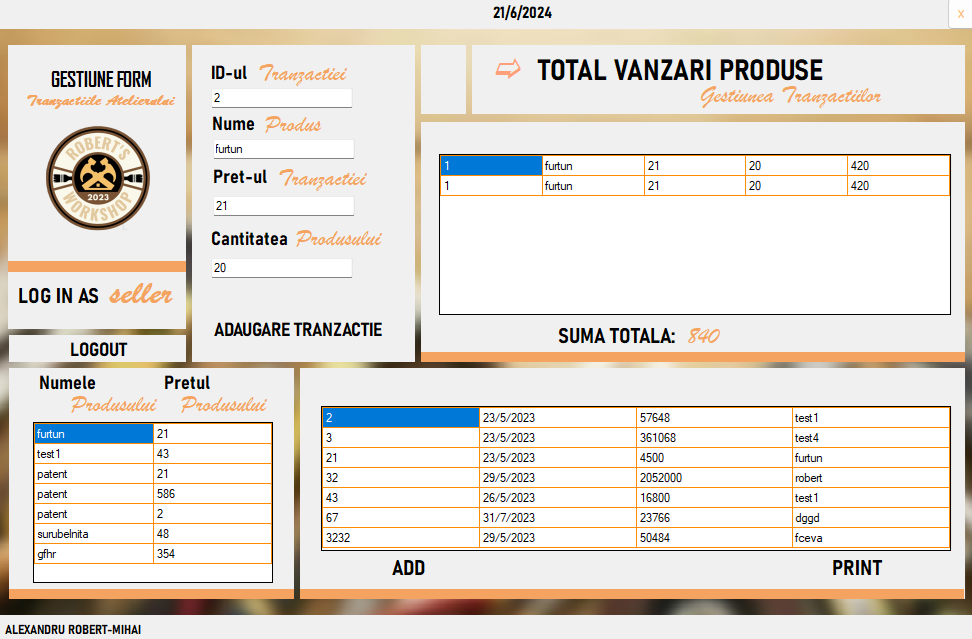 21/6/2024
x
GESTIUNE FORM
Tranzactiile Atelierului
ROBERT'S
2023
WORKSHOP
LOG IN AS seller
LOGOUT
ID-ul Tranzactiei
2
Nume Produs
furtun
Pret-ul Tranzactiei
21
Cantitatea Produsului
20
ADAUGARE TRANZACTIE
TOTAL VANZARI PRODUSE
Gestiunea Tranzactiilor
1 furtun 21 20 420
1 furtun 21 20 420
SUMA TOTALA: 840
Numele Pretul
Produsului Produsului
furtun 21
test1 43
patent 21
patent 586
patent 2
surubelnita 48
gfhr 354
2 23/5/2023 57648 test1
3 23/5/2023 361068 test4
21 23/5/2023 4500 furtun
32 29/5/2023 2052000 robert
43 26/5/2023 16800 test1
67 31/7/2023 23766 dggd
3232 29/5/2023 50484 fceva
ADD PRINT
ALEXANDRU ROBERT-MIHAI